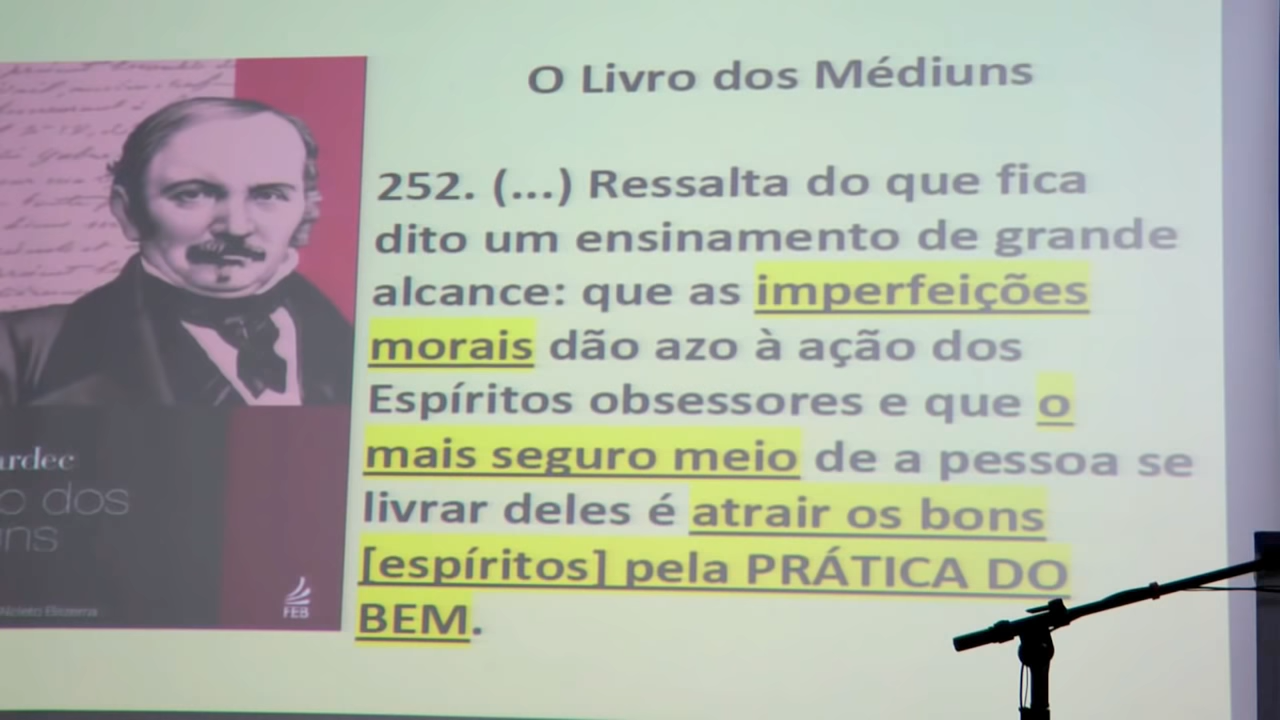 O Livro dos Médiuns
252. (...) Ressalta do que fica
dito um ensinamento de grande
alcance: que as imperfeições
morais dão azo à ação dos
Espíritos obsessores e que o
mais seguro meio de a pessoa se
livrar deles é atrair os bons
[espíritos] pela PRÁTICA DO
BEM.
ardec
o dos
uns
FEB